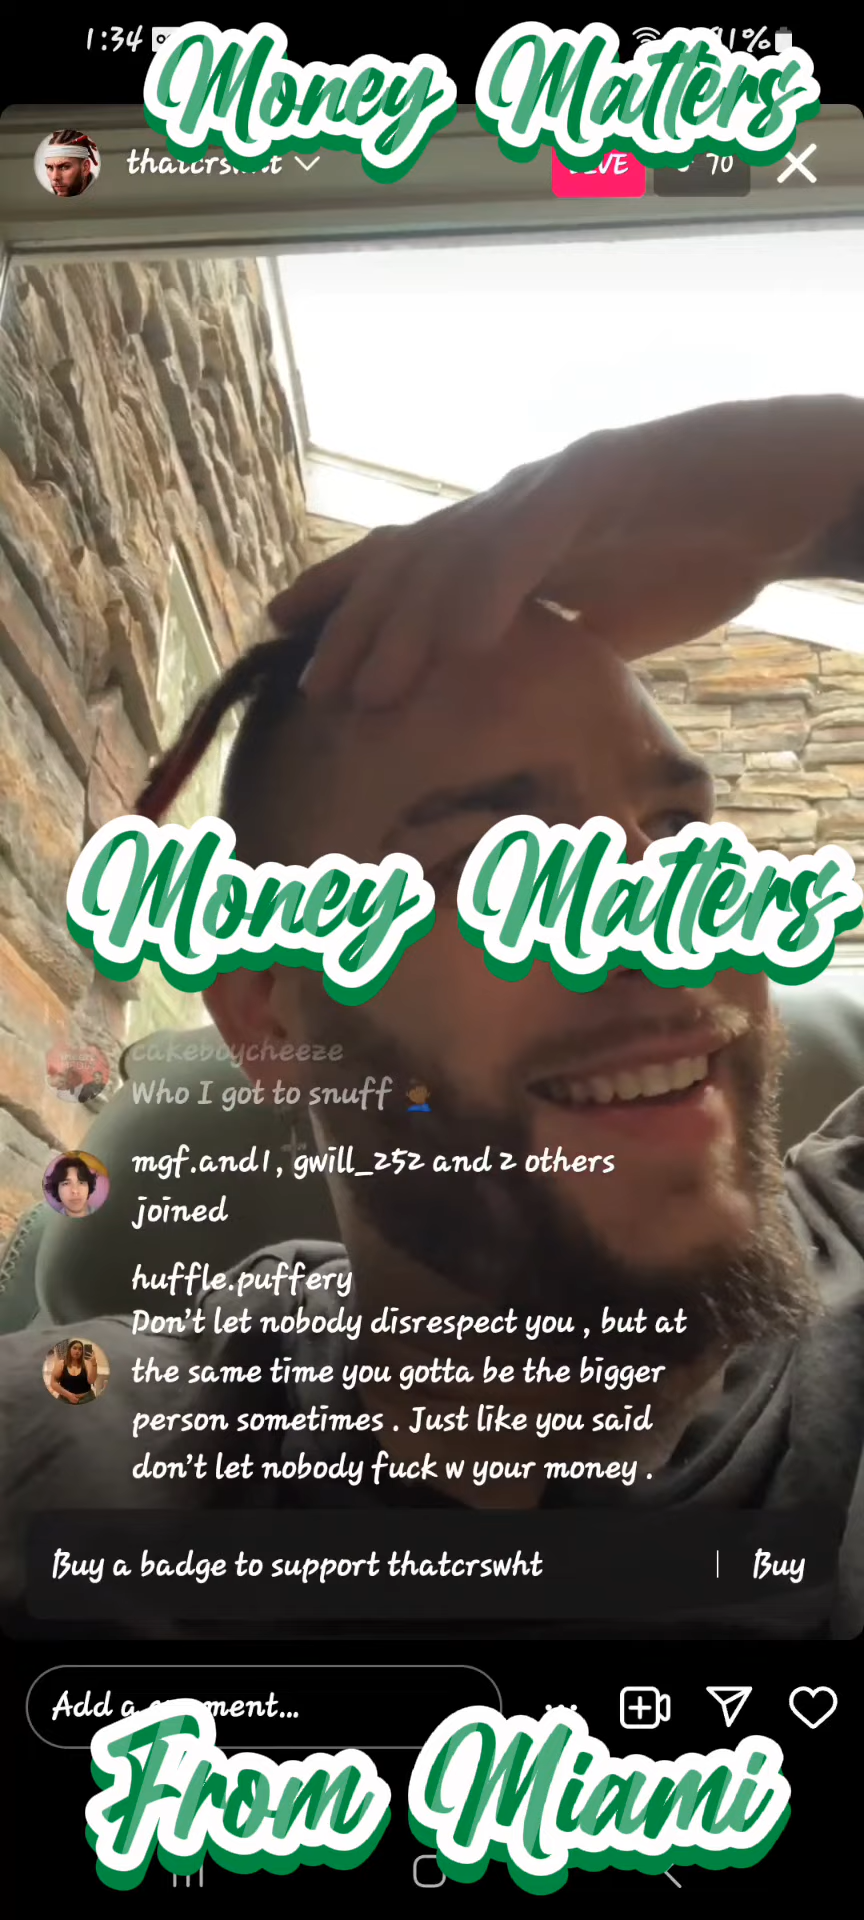 1:34
Money Matters
91%
thatcrswht
LIVE
70
Money Matters
cakeboycheeze
Who I got to snuff
mgf.and1, gwill_252 and 2 others
joined
huffle.puffery
Don't let nobody disrespect you , but at
the same time you gotta be the bigger
person sometimes . Just like you said
don't let nobody fuck w your money .
Buy a badge to support thatcrswht
Buy
Add a comment...
From Miami